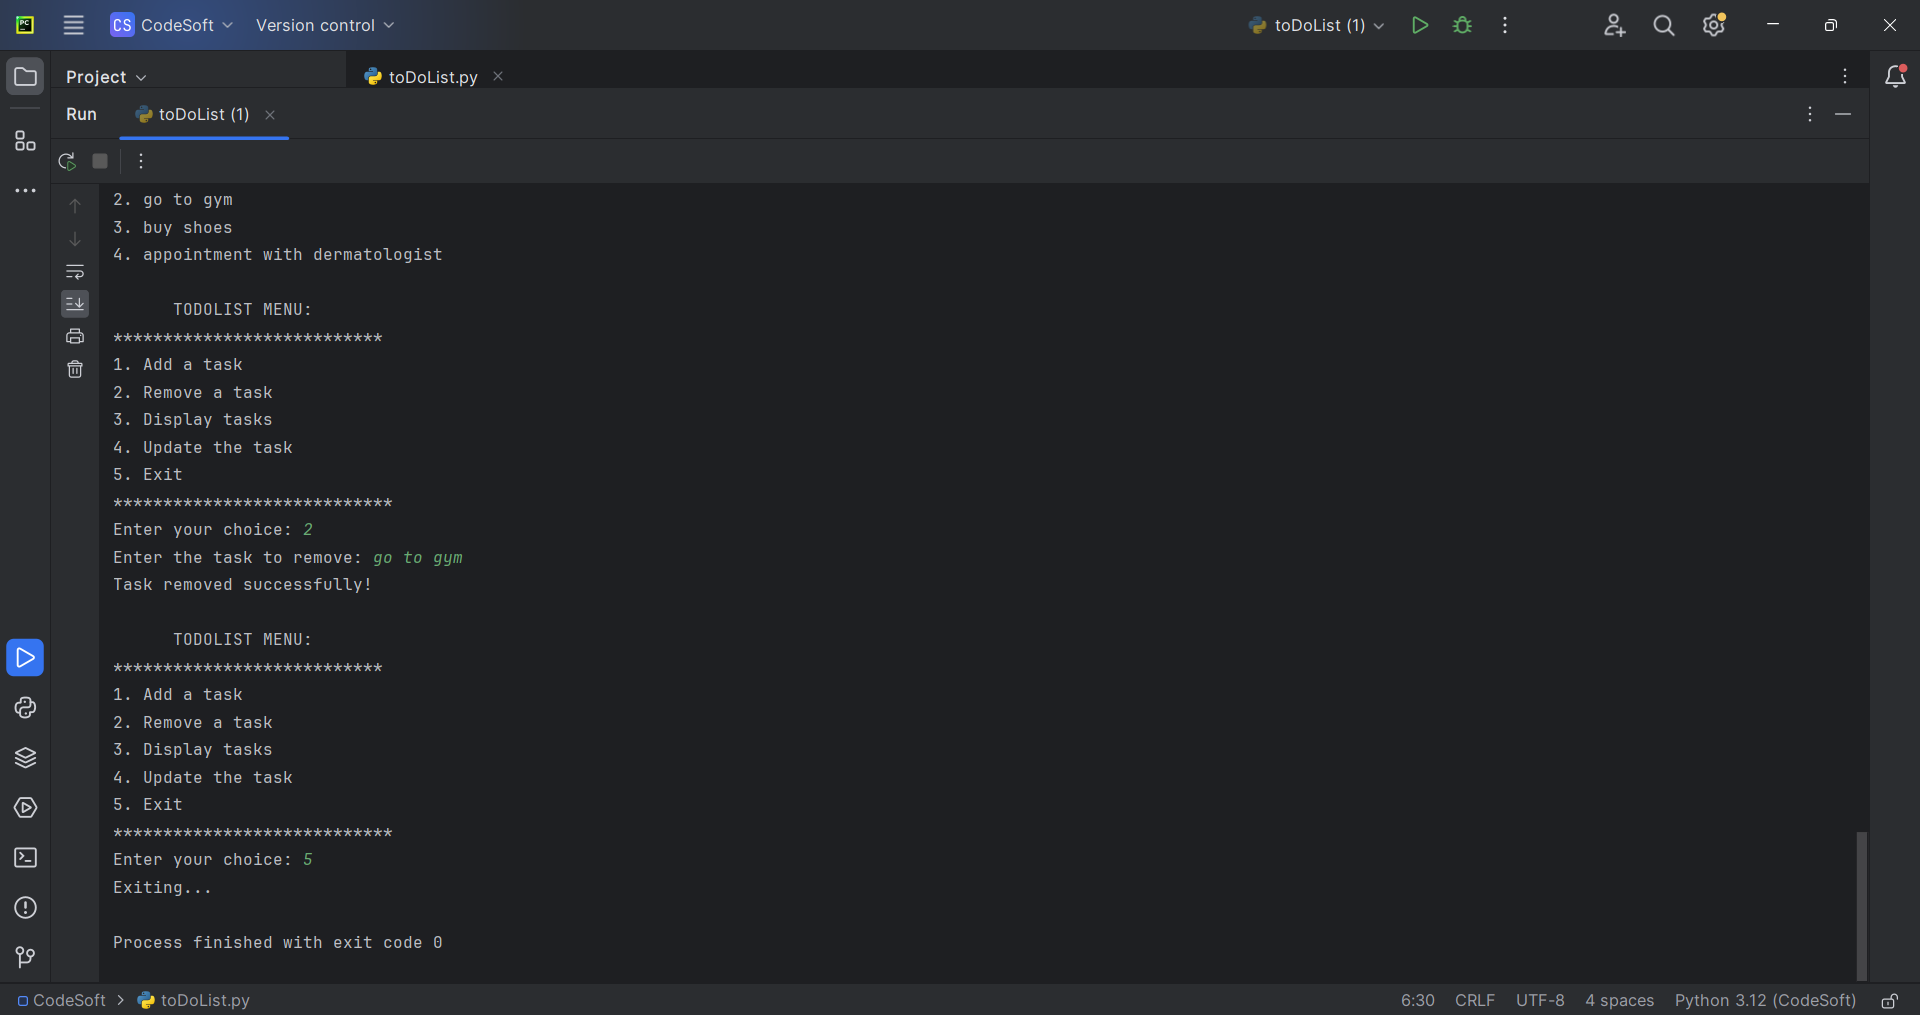 CS CodeSoft Version control toDoList (1)
Project toDoList.py
Run toDoList (1)
2. go to gym
3. buy shoes
4. appointment with dermatologist
TODOLIST MENU:
***************************
1. Add a task
2. Remove a task
3. Display tasks
4. Update the task
5. Exit
****************************
Enter your choice: 2
Enter the task to remove: go to gym
Task removed successfully!
TODOLIST MENU:
***************************
1. Add a task
2. Remove a task
3. Display tasks
4. Update the task
5. Exit
****************************
Enter your choice: 5
Exiting...
Process finished with exit code 0
CodeSoft > toDoList.py 6:30 CRLF UTF-8 4 spaces Python 3.12 (CodeSoft)